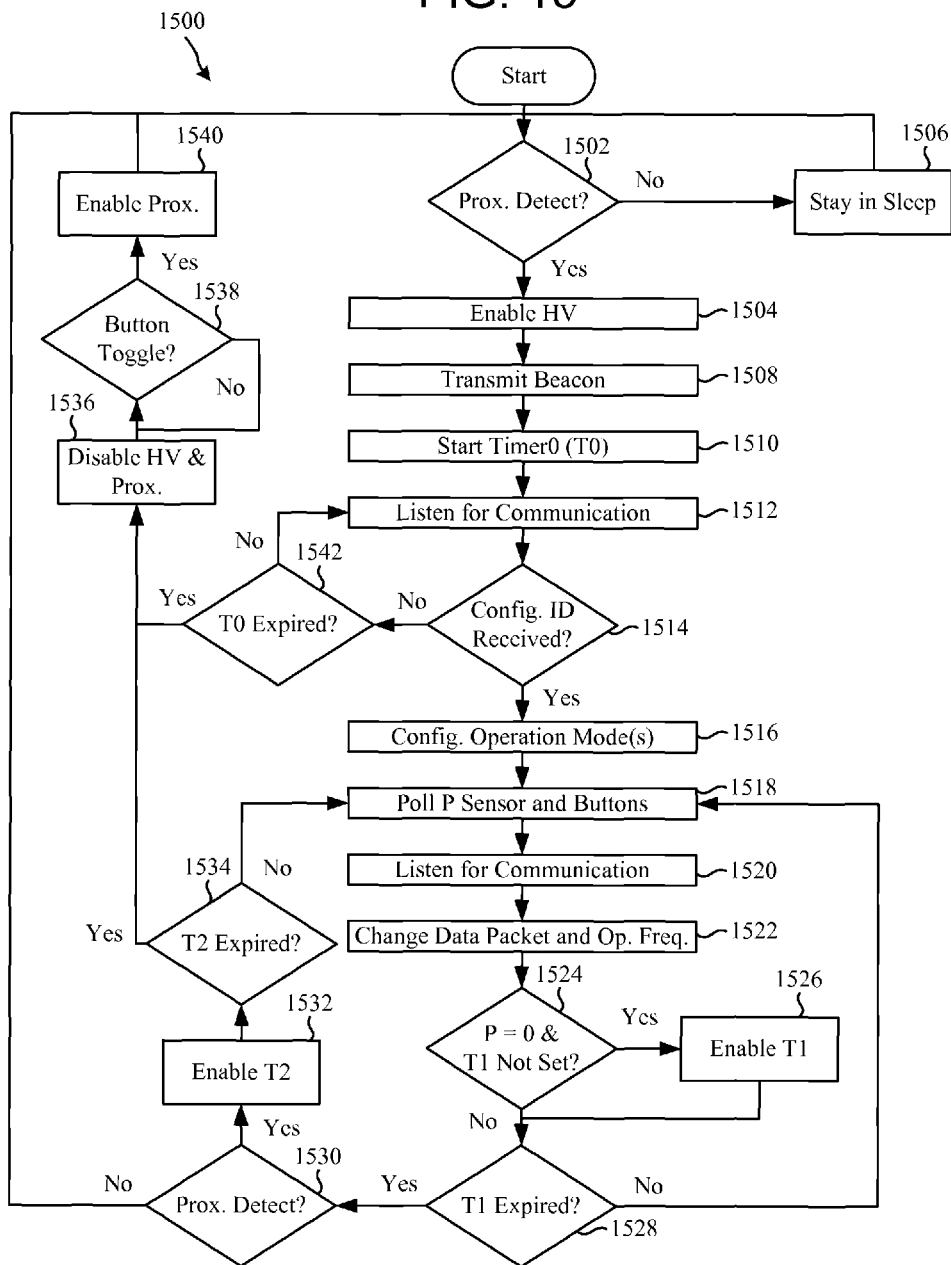 FIG.
1500
Start
1540
Enable Prox.
1502
Prox. Detect?
No
1506
Stay in Sleep
Yes
Yes
1538
Button
Toggle?
No
Enable HV
1504
Transmit Beacon
1508
1536
Disable HV &
Prox.
Start Timer0 (T0)
1510
Listen for Communication
1512
No
1542
Yes
T0 Expired?
No
Config. ID
Received?
1514
Yes
Config. Operation Mode(s)
1516
Poll P Sensor and Buttons
1518
No
1534
Listen for Communication
1520
Yes
T2 Expired?
Change Data Packet and Op. Freq.
1522
1532
Enable T2
1524
P = 0 &
T1 Not Set?
Yes
1526
Enable T1
Yes
No
No
1530
Prox. Detect?
Yes
T1 Expired?
No
1528